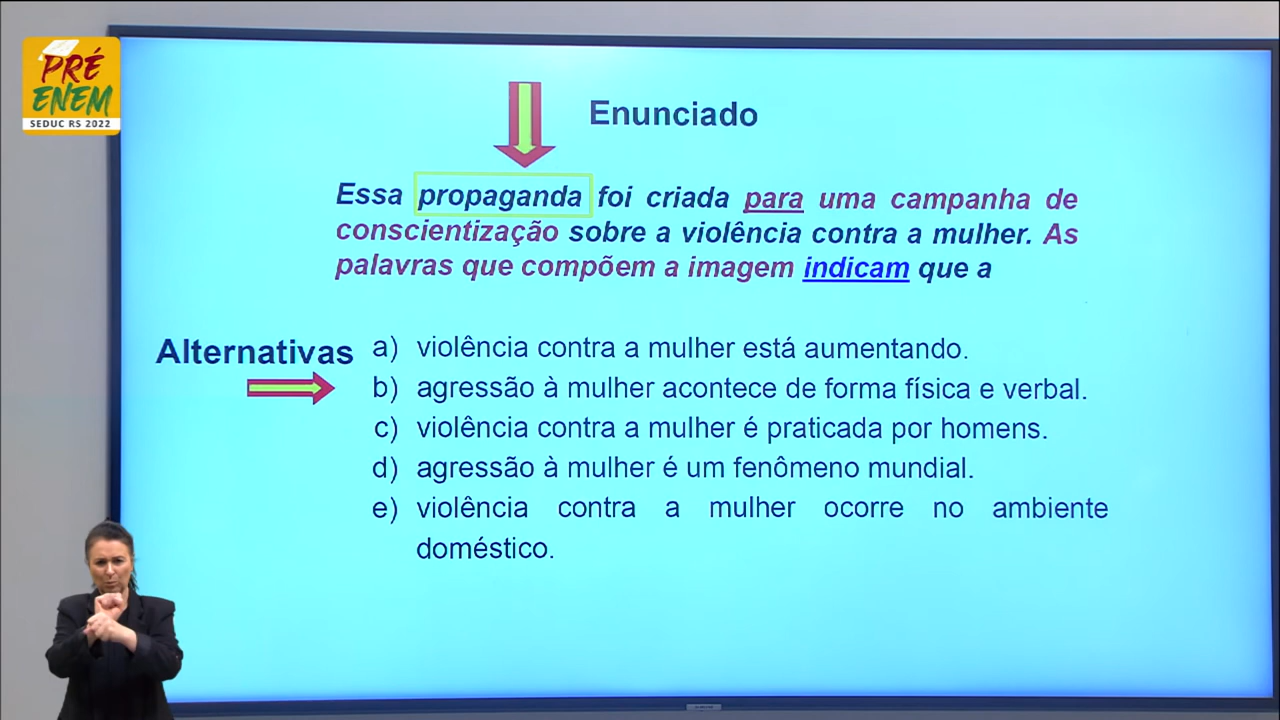 PRÉ
ENEM
SEDUC RS 2022
Enunciado
Essa propaganda foi criada para uma campanha de
conscientização sobre a violência contra a mulher. As
palavras que compõem a imagem indicam que a
Alternativas
a) violência contra a mulher está aumentando.
b) agressão à mulher acontece de forma física e verbal.
c) violência contra a mulher é praticada por homens.
d) agressão à mulher é um fenômeno mundial.
e) violência contra a mulher ocorre no ambiente
doméstico.